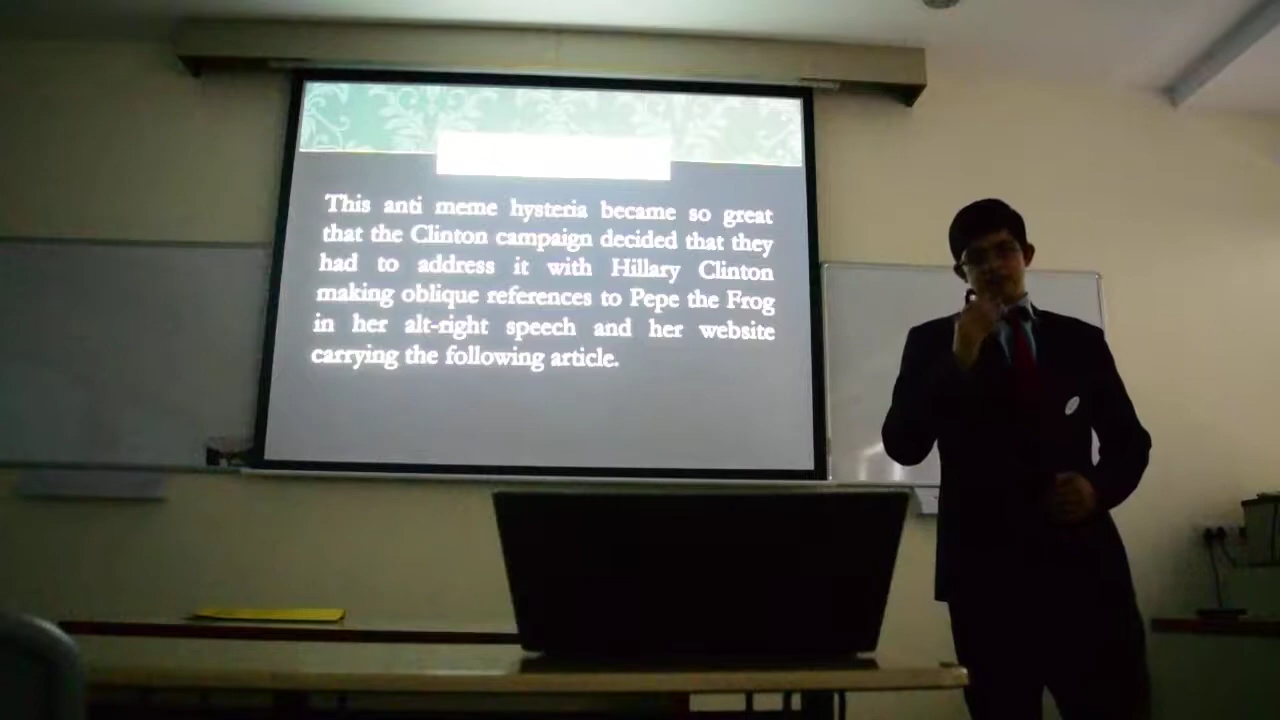 This anti meme hysteria became so great
that the Clinton campaign decided that they
had to address it with Hillary Clinton
making oblique references to Pepe the Frog
in her alt-right speech and her website
carrying the following article.